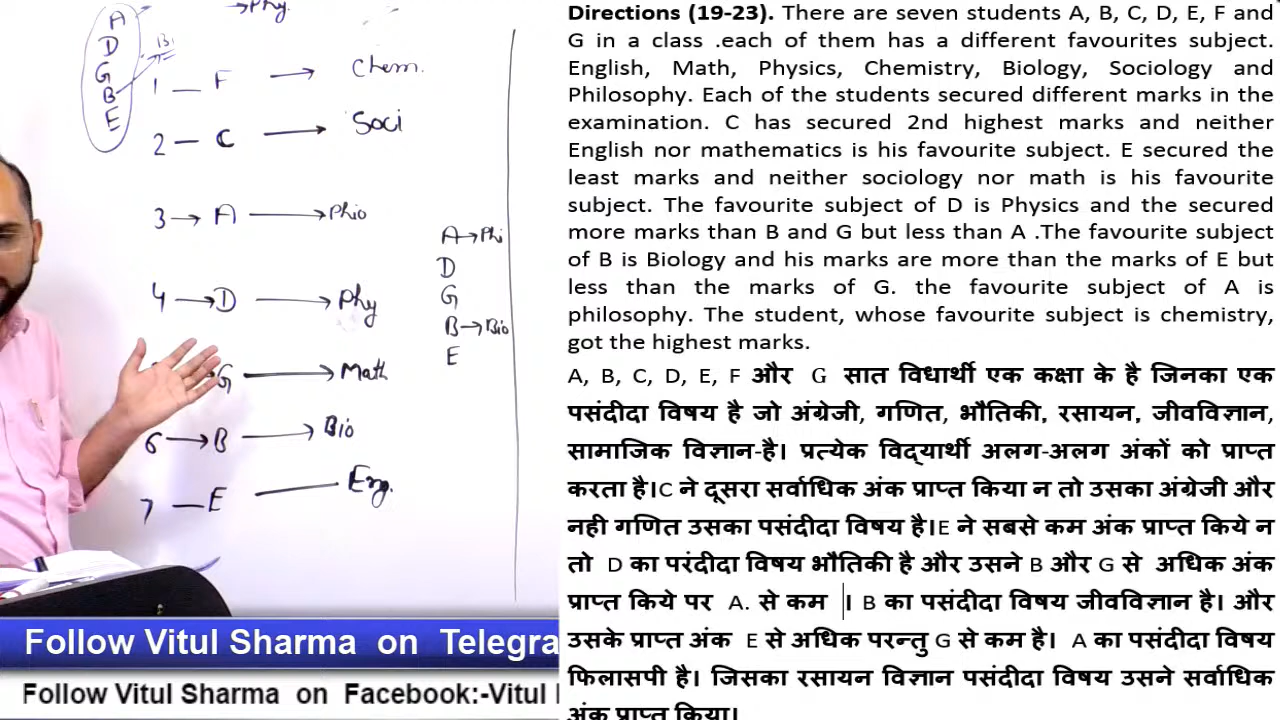 A
→Phy.
D
G
B
E
1 — F → Chem.
2 — C → Soci
3 → A → Phio
4 → D → Phy
G → Math
6 → B → Bio
7 — E — Eng.
A → Phi
D
G
B → Bio
E
Follow Vitul Sharma on Telegra
Follow Vitul Sharma on Facebook:-Vitul
Directions (19-23). There are seven students A, B, C, D, E, F and
G in a class .each of them has a different favourites subject.
English, Math, Physics, Chemistry, Biology, Sociology and
Philosophy. Each of the students secured different marks in the
examination. C has secured 2nd highest marks and neither
English nor mathematics is his favourite subject. E secured the
least marks and neither sociology nor math is his favourite
subject. The favourite subject of D is Physics and the secured
more marks than B and G but less than A .The favourite subject
of B is Biology and his marks are more than the marks of E but
less than the marks of G. the favourite subject of A is
philosophy. The student, whose favourite subject is chemistry,
got the highest marks.
A, B, C, D, E, F और G सात विधार्थी एक कक्षा के है जिनका एक
पसंदीदा विषय है जो अंग्रेजी, गणित, भौतिकी, रसायन, जीवविज्ञान,
सामाजिक विज्ञान-है। प्रत्येक विद्यार्थी अलग-अलग अंकों को प्राप्त
करता है।C ने दूसरा सर्वाधिक अंक प्राप्त किया न तो उसका अंग्रेजी और
नही गणित उसका पसंदीदा विषय है।E ने सबसे कम अंक प्राप्त किये न
तो D का परंदीदा विषय भौतिकी है और उसने B और G से अधिक अंक
प्राप्त किये पर A. से कम । B का पसंदीदा विषय जीवविज्ञान है। और
उसके प्राप्त अंक E से अधिक परन्तु G से कम है। A का पसंदीदा विषय
फिलासपी है। जिसका रसायन विज्ञान पसंदीदा विषय उसने सर्वाधिक
अंक प्राप्त किया।